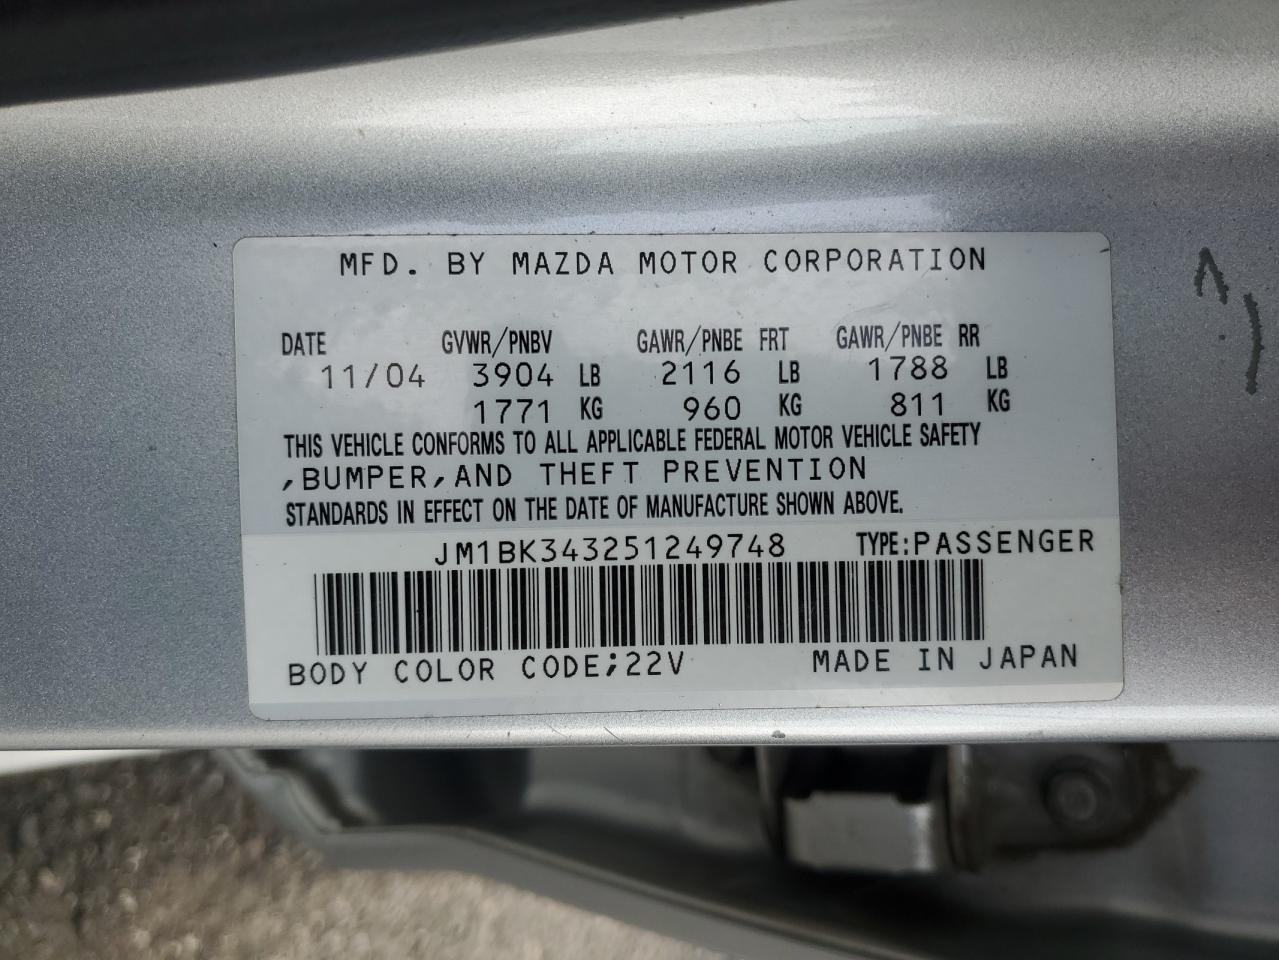 MFD. BY MAZDA MOTOR CORPORATION
DATE GVWR/PNBV GAWR/PNBE FRT GAWR/PNBE RR
11/04 3904 LB 2116 LB 1788 LB
1771 KG 960 KG 811 KG
THIS VEHICLE CONFORMS TO ALL APPLICABLE FEDERAL MOTOR VEHICLE SAFETY
,BUMPER,AND THEFT PREVENTION
STANDARDS IN EFFECT ON THE DATE OF MANUFACTURE SHOWN ABOVE.
JM1BK343251249748 TYPE:PASSENGER
BODY COLOR CODE;22V MADE IN JAPAN